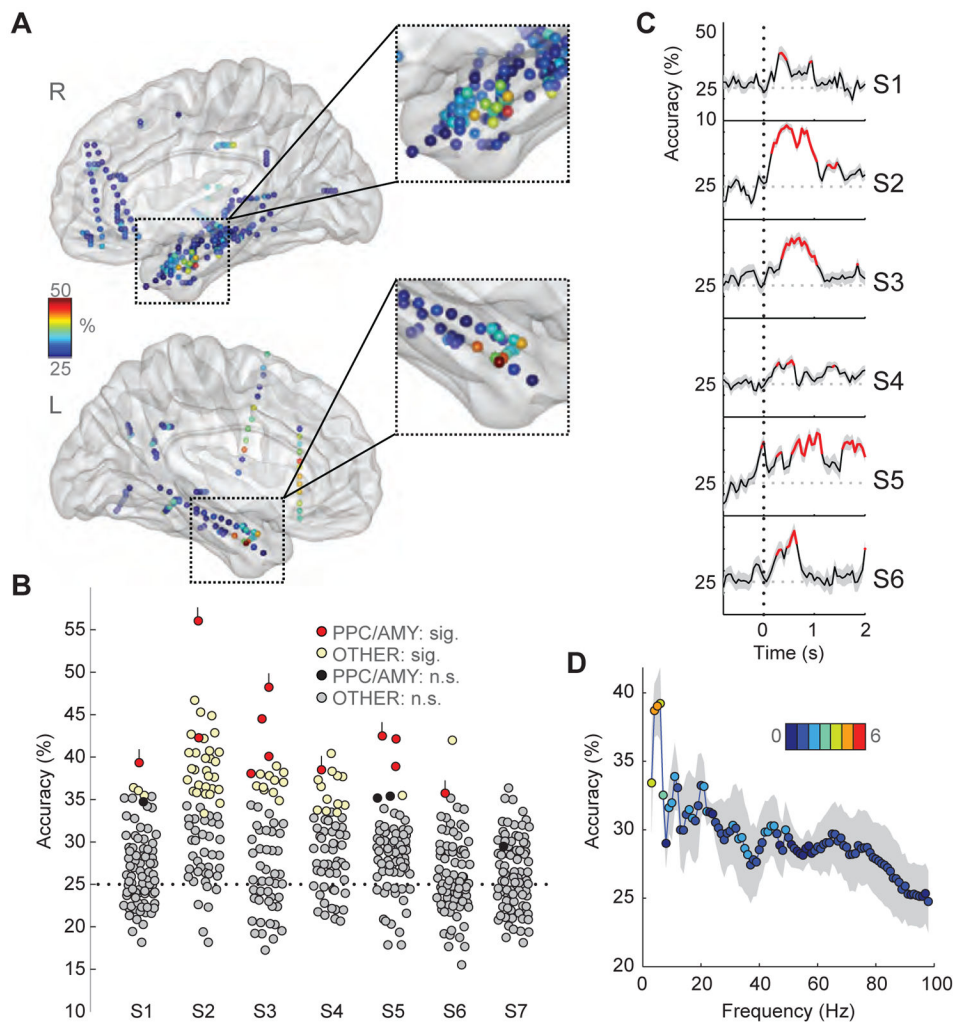 A
R
50
%
25
L
B
PPC/AMY: sig.
OTHER: sig.
PPC/AMY: n.s.
OTHER: n.s.
Accuracy (%)
55
50
45
40
35
30
25
20
15
10
S1 S2 S3 S4 S5 S6 S7
C
Accuracy (%)
50
25
10
S1
25
S2
25
S3
25
S4
25
S5
25
S6
0 1 2
Time (s)
D
0 6
Accuracy (%)
40
35
30
25
20
0 20 40 60 80 100
Frequency (Hz)